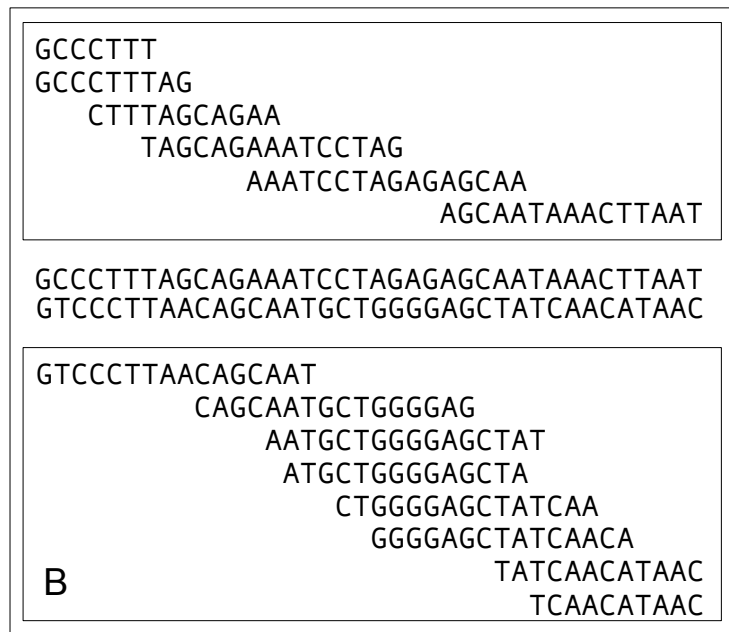 GCCCTTT
GCCCTTTAG
CTTTAGCAGAA
TAGCAGAAATCCTAG
AAATCCTAGAGAGCAA
AGCAATAAACTTAAT
GCCCTTTAGCAGAAATCCTAGAGAGCAATAAACTTAAT
GTCCCTTAACAGCAATGCTGGGGAGCTATCAACATAAC
GTCCCTTAACAGCAAT
CAGCAATGCTGGGGAG
AATGCTGGGGAGCTAT
ATGCTGGGGAGCTA
CTGGGGAGCTATCAA
GGGGAGCTATCAACA
TATCAACATAAC
TCAACATAAC
B